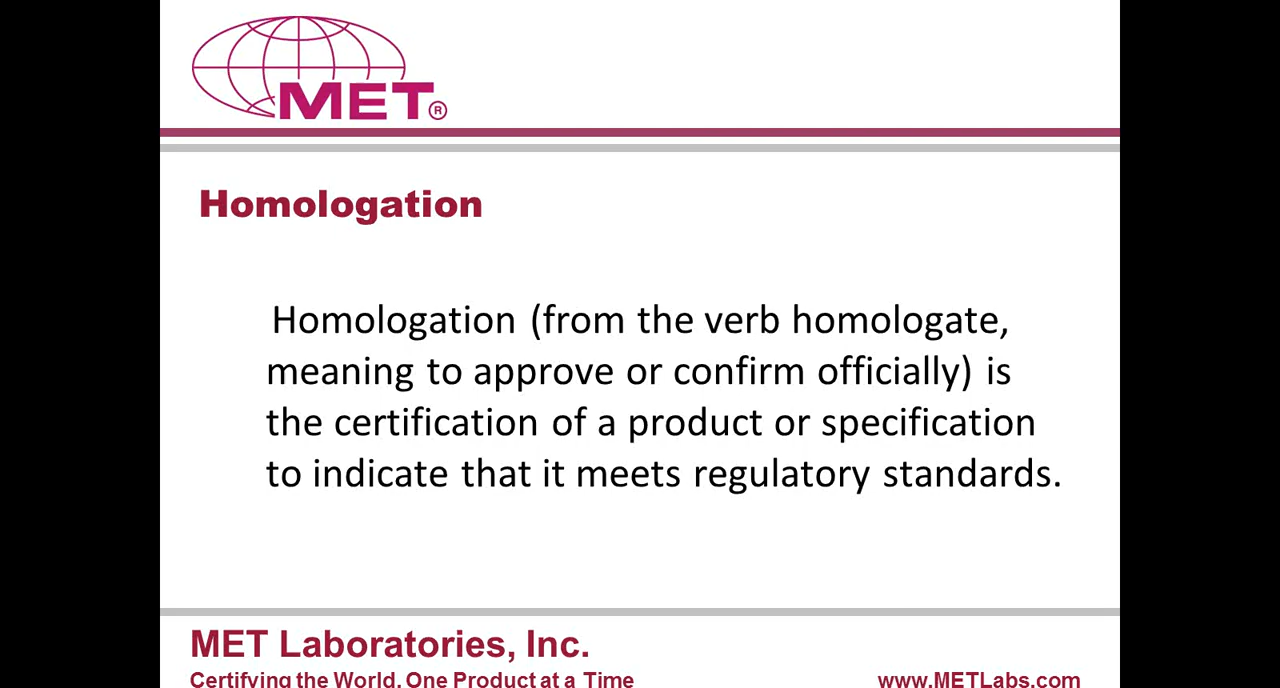 MET®
Homologation
Homologation (from the verb homologate,
meaning to approve or confirm officially) is
the certification of a product or specification
to indicate that it meets regulatory standards.
MET Laboratories, Inc.
Certifying the World, One Product at a Time
www.METLabs.com